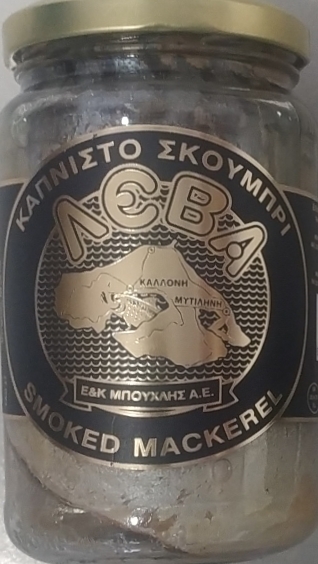 ΚΑΠΝΙΣΤΟ ΣΚΟΥΜΠΡΙ
ΛΕΒΑ
ΚΑΛΛΟΝΗ
ΜΥΤΙΛΗΝΗ
Ε&Κ ΜΠΟΥΧΛΗΣ Α.Ε.
SMOKED MACKEREL